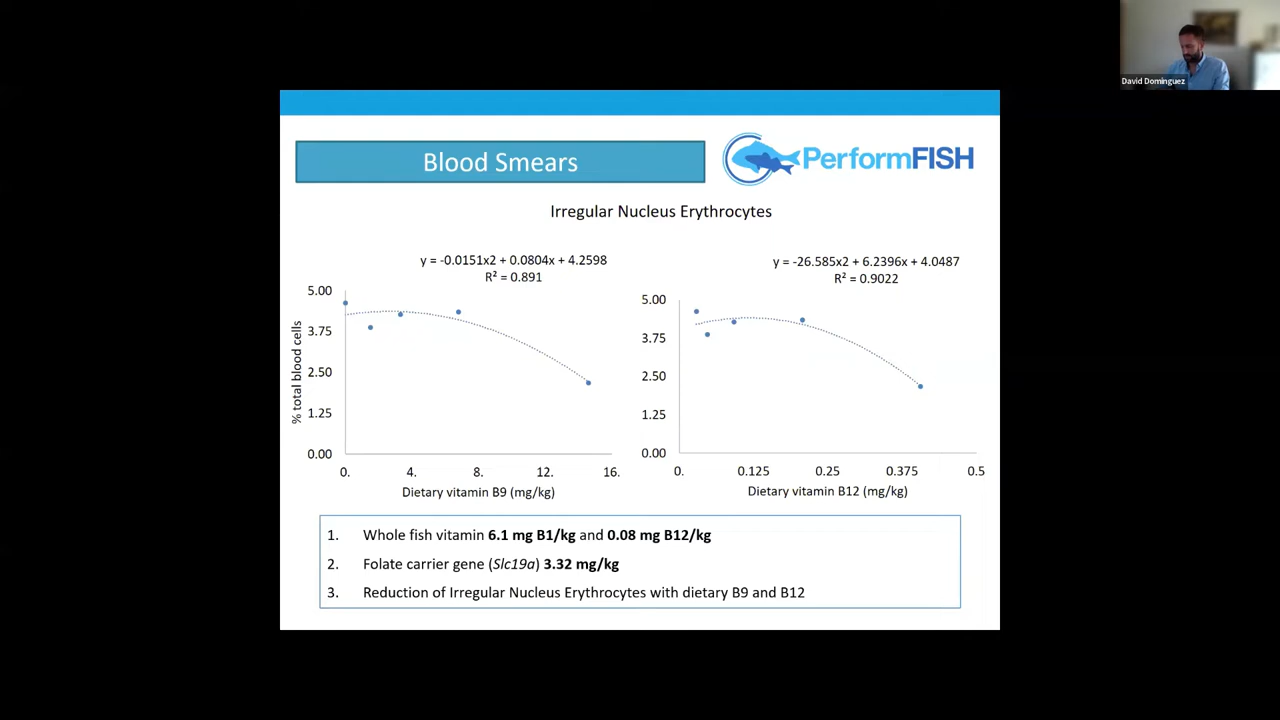 David Dominguez
Blood Smears
PerformFISH
Irregular Nucleus Erythrocytes
y = -0.0151x2 + 0.0804x + 4.2598
R² = 0.891
% total blood cells
5.00
3.75
2.50
1.25
0.00
0.
4.
8.
12.
16.
Dietary vitamin B9 (mg/kg)
y = -26.585x2 + 6.2396x + 4.0487
R² = 0.9022
5.00
3.75
2.50
1.25
0.00
0.
0.125
0.25
0.375
0.5
Dietary vitamin B12 (mg/kg)
1. Whole fish vitamin 6.1 mg B1/kg and 0.08 mg B12/kg
2. Folate carrier gene (Slc19a) 3.32 mg/kg
3. Reduction of Irregular Nucleus Erythrocytes with dietary B9 and B12